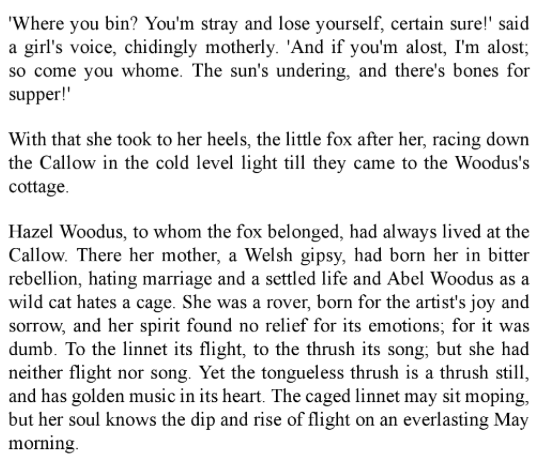 'Where you bin? You'm stray and lose yourself, certain sure!' said
a girl's voice, chidingly motherly. 'And if you'm alost, I'm alost;
so come you whome. The sun's undering, and there's bones for
supper!'
With that she took to her heels, the little fox after her, racing down
the Callow in the cold level light till they came to the Woodus's
cottage.
Hazel Woodus, to whom the fox belonged, had always lived at the
Callow. There her mother, a Welsh gipsy, had born her in bitter
rebellion, hating marriage and a settled life and Abel Woodus as a
wild cat hates a cage. She was a rover, born for the artist's joy and
sorrow, and her spirit found no relief for its emotions; for it was
dumb. To the linnet its flight, to the thrush its song; but she had
neither flight nor song. Yet the tongueless thrush is a thrush still,
and has golden music in its heart. The caged linnet may sit moping,
but her soul knows the dip and rise of flight on an everlasting May
morning.